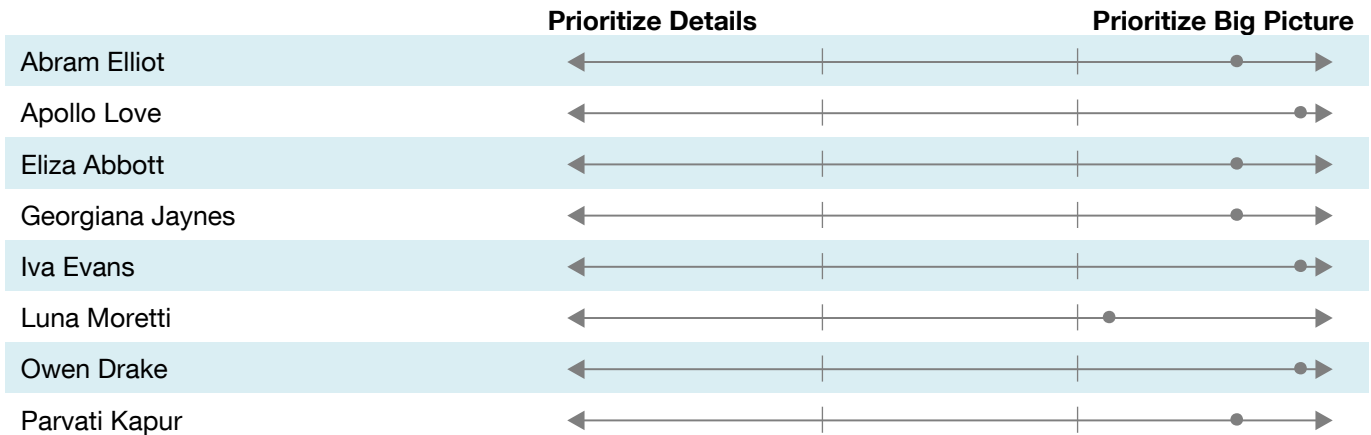 Prioritize Details Prioritize Big Picture
Abram Elliot
Apollo Love
Eliza Abbott
Georgiana Jaynes
Iva Evans
Luna Moretti
Owen Drake
Parvati Kapur